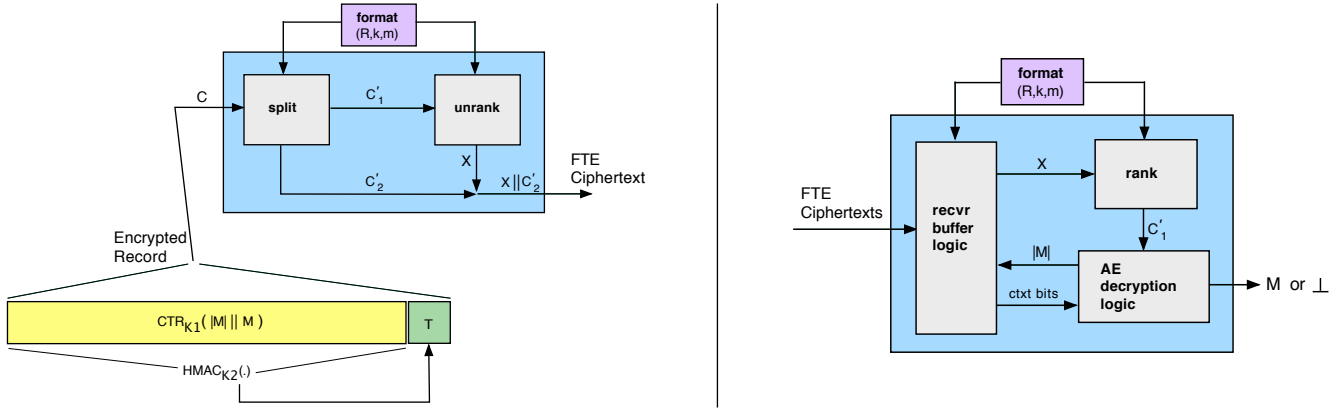 format
(R,k,m)
C
split
C′1
unrank
X
C′2
X || C′2
FTE
Ciphertext
Encrypted
Record
CTRK1( |M| || M )
T
HMACK2(.)
format
(R,k,m)
FTE
Ciphertexts
recvr
buffer
logic
X
rank
C′1
|M|
ctxt bits
AE
decryption
logic
M or ⊥